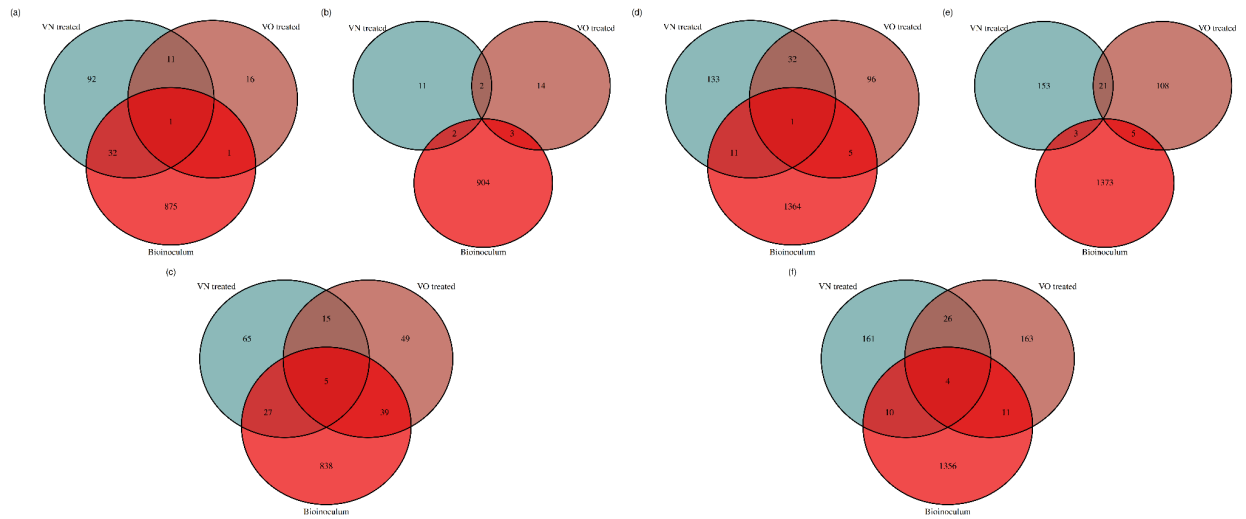 (a)
VN treated
VO treated
92
11
16
1
32
1
875
Bioinoculum
(b)
VN treated
VO treated
11
2
14
2
3
904
Bioinoculum
(d)
VN treated
VO treated
133
32
96
1
11
5
1364
Bioinoculum
(e)
VN treated
VO treated
153
21
108
3
5
1373
Bioinoculum
(c)
VN treated
VO treated
65
15
49
5
27
39
838
Bioinoculum
(f)
VN treated
VO treated
161
26
163
4
10
11
1356
Bioinoculum